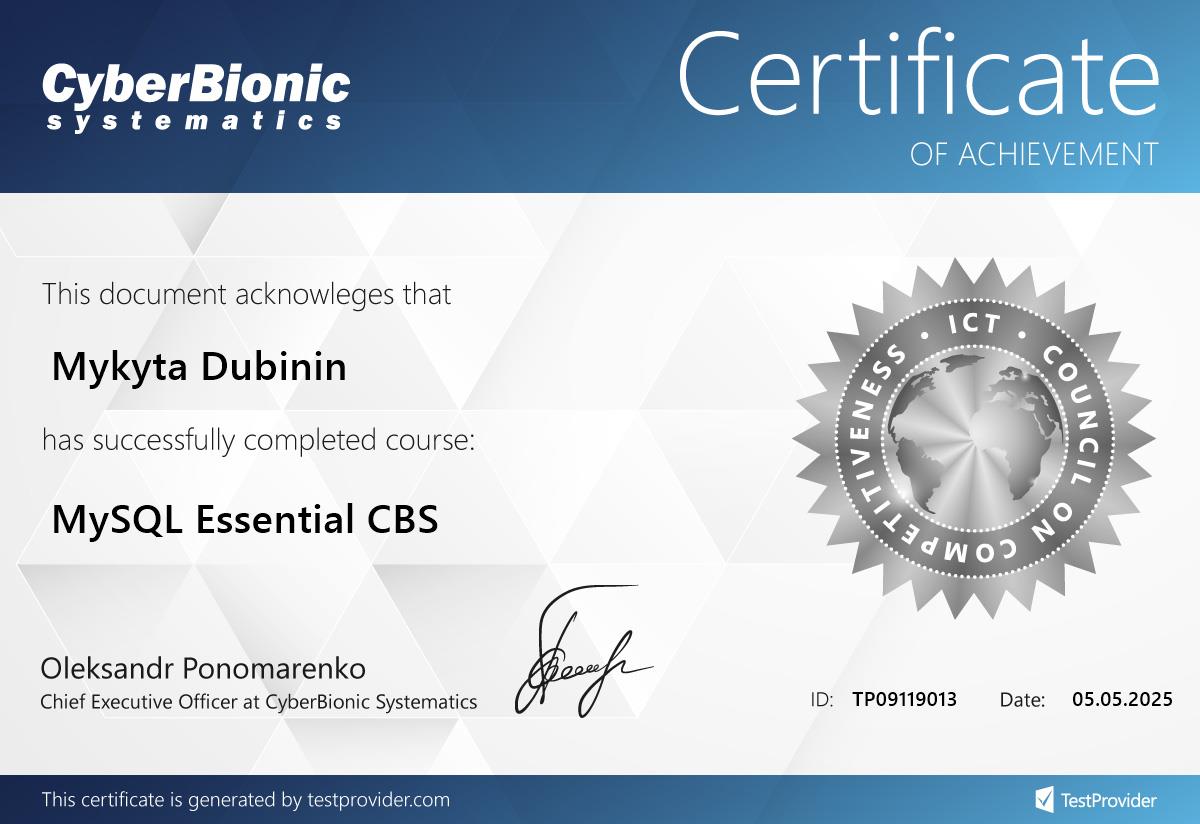 CyberBionic
systematics
Certificate
OF ACHIEVEMENT
This document acknowleges that
Mykyta Dubinin
has successfully completed course:
MySQL Essential CBS
ICT • COUNCIL ON COMPETITIVENESS •
Oleksandr Ponomarenko
Chief Executive Officer at CyberBionic Systematics
ID: TP09119013 Date: 05.05.2025
This certificate is generated by testprovider.com
TestProvider